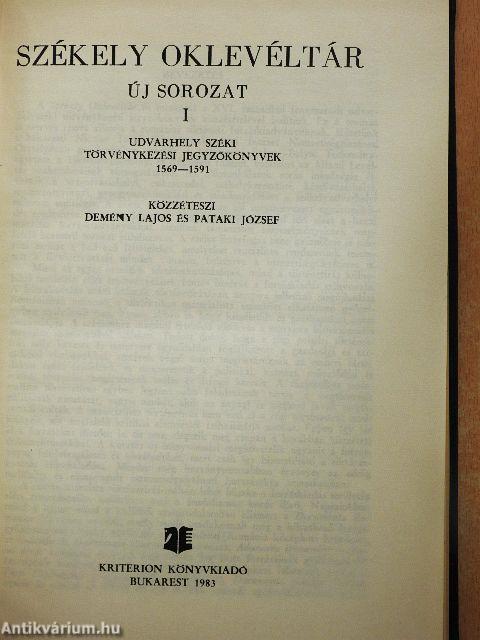 SZÉKELY OKLEVÉLTÁR
ÚJ SOROZAT
I
UDVARHELY SZÉKI
TÖRVÉNYKEZÉSI JEGYZŐKÖNYVEK
1569—1591
KÖZZÉTESZI
DEMÉNY LAJOS ÉS PATAKI JÓZSEF
KRITERION KÖNYVKIADÓ
BUKAREST 1983
Antikvárium.hu